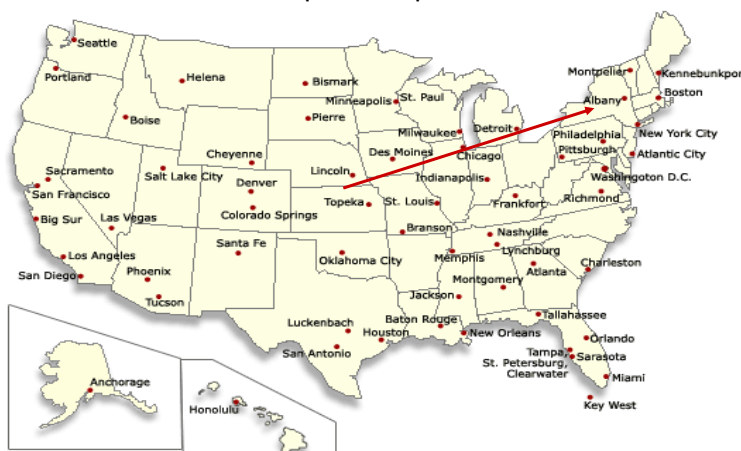 Seattle
Portland
Helena
Bismark
Minneapolis
St. Paul
Montpelier
Kennebunkpor
Boise
Pierre
Albany
Boston
Milwaukee
Detroit
Philadelphia
New York City
Cheyenne
Des Moines
Chicago
Pittsburgh
Atlantic City
Sacramento
Salt Lake City
Lincoln
Indianapolis
Washingoton D.C.
San Francisco
Denver
Topeka
St. Louis
Frankfort
Richmond
Big Sur
Las Vegas
Colorado Springs
Branson
Nashville
Los Angeles
Santa Fe
Oklahoma City
Memphis
Lynchburg
San Diego
Phoenix
Atlanta
Charleston
Tucson
Montgomery
Jackson
Luckenbach
Baton Rouge
Tallahassee
Houston
New Orleans
San Antonio
Orlando
Tampa,
St. Petersburg,
Clearwater
Sarasota
Miami
Anchorage
Honolulu
Key West